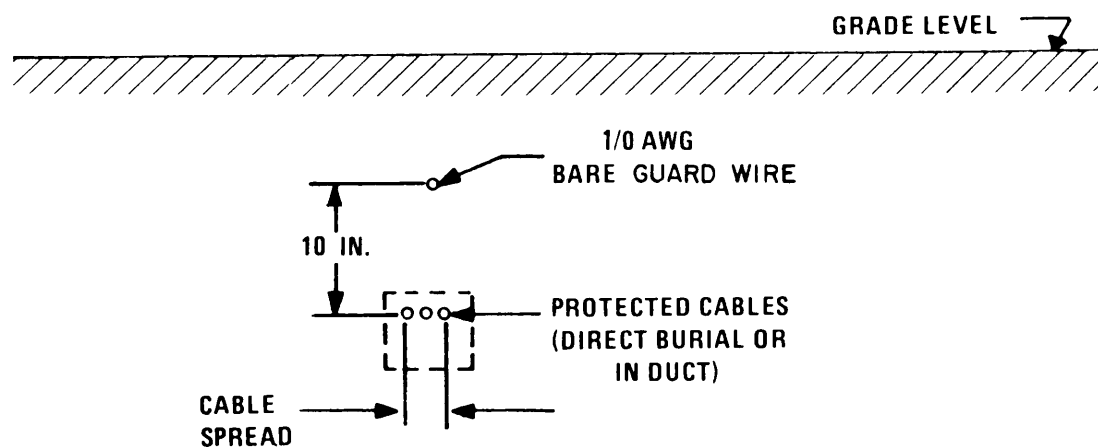 GRADE LEVEL
1/0 AWG
BARE GUARD WIRE
10 IN.
PROTECTED CABLES
(DIRECT BURIAL OR
IN DUCT)
CABLE
SPREAD